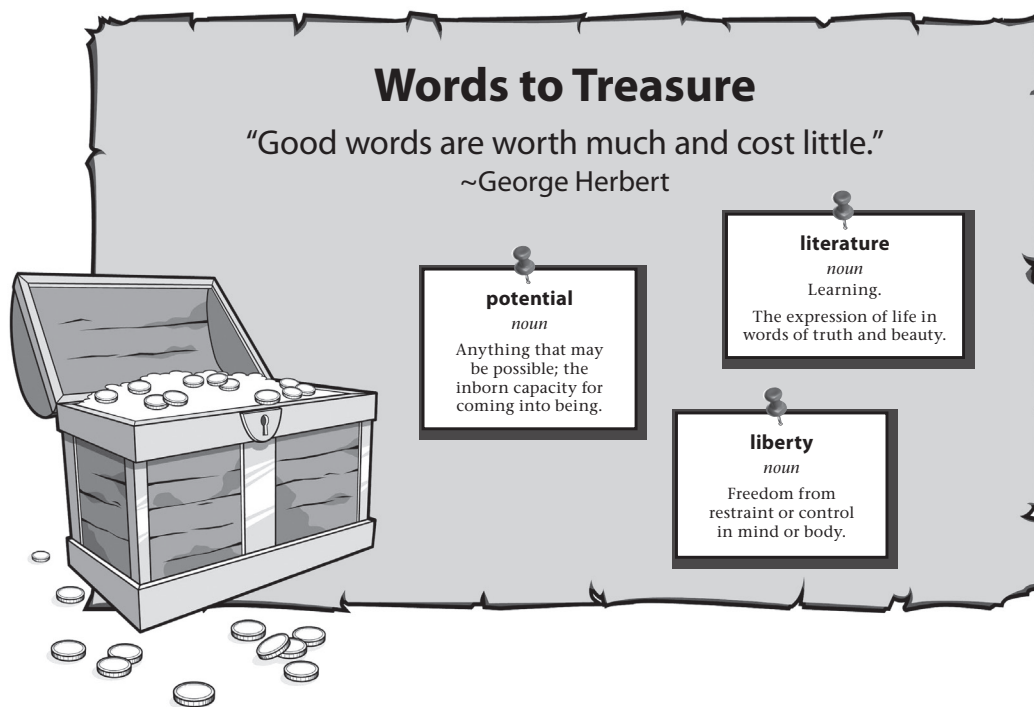 Words to Treasure
“Good words are worth much and cost little.”
~George Herbert
potential
noun
Anything that may
be possible; the
inborn capacity for
coming into being.
literature
noun
Learning.
The expression of life in
words of truth and beauty.
liberty
noun
Freedom from
restraint or control
in mind or body.